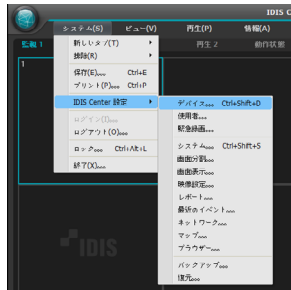 IDIS C
システム(S) ビュー(V) 再生(P) 情報(A)
監視 1 再生 2 動作状態
1
新しいタブ(T)
接続(R)
保存(E)... Ctrl+E
プリント(P)... Ctrl+P
IDIS Center 設定
ログイン(I)...
ログアウト(O)...
ロック... Ctrl+Alt+L
終了(X)...
デバイス... Ctrl+Shift+D
使用者...
緊急録画...
システム... Ctrl+Shift+S
画面分割...
画面表示...
映像設定...
レポート...
最近のイベント...
ネットワーク...
マップ...
ブラウザー...
バックアップ...
復元...
IDIS